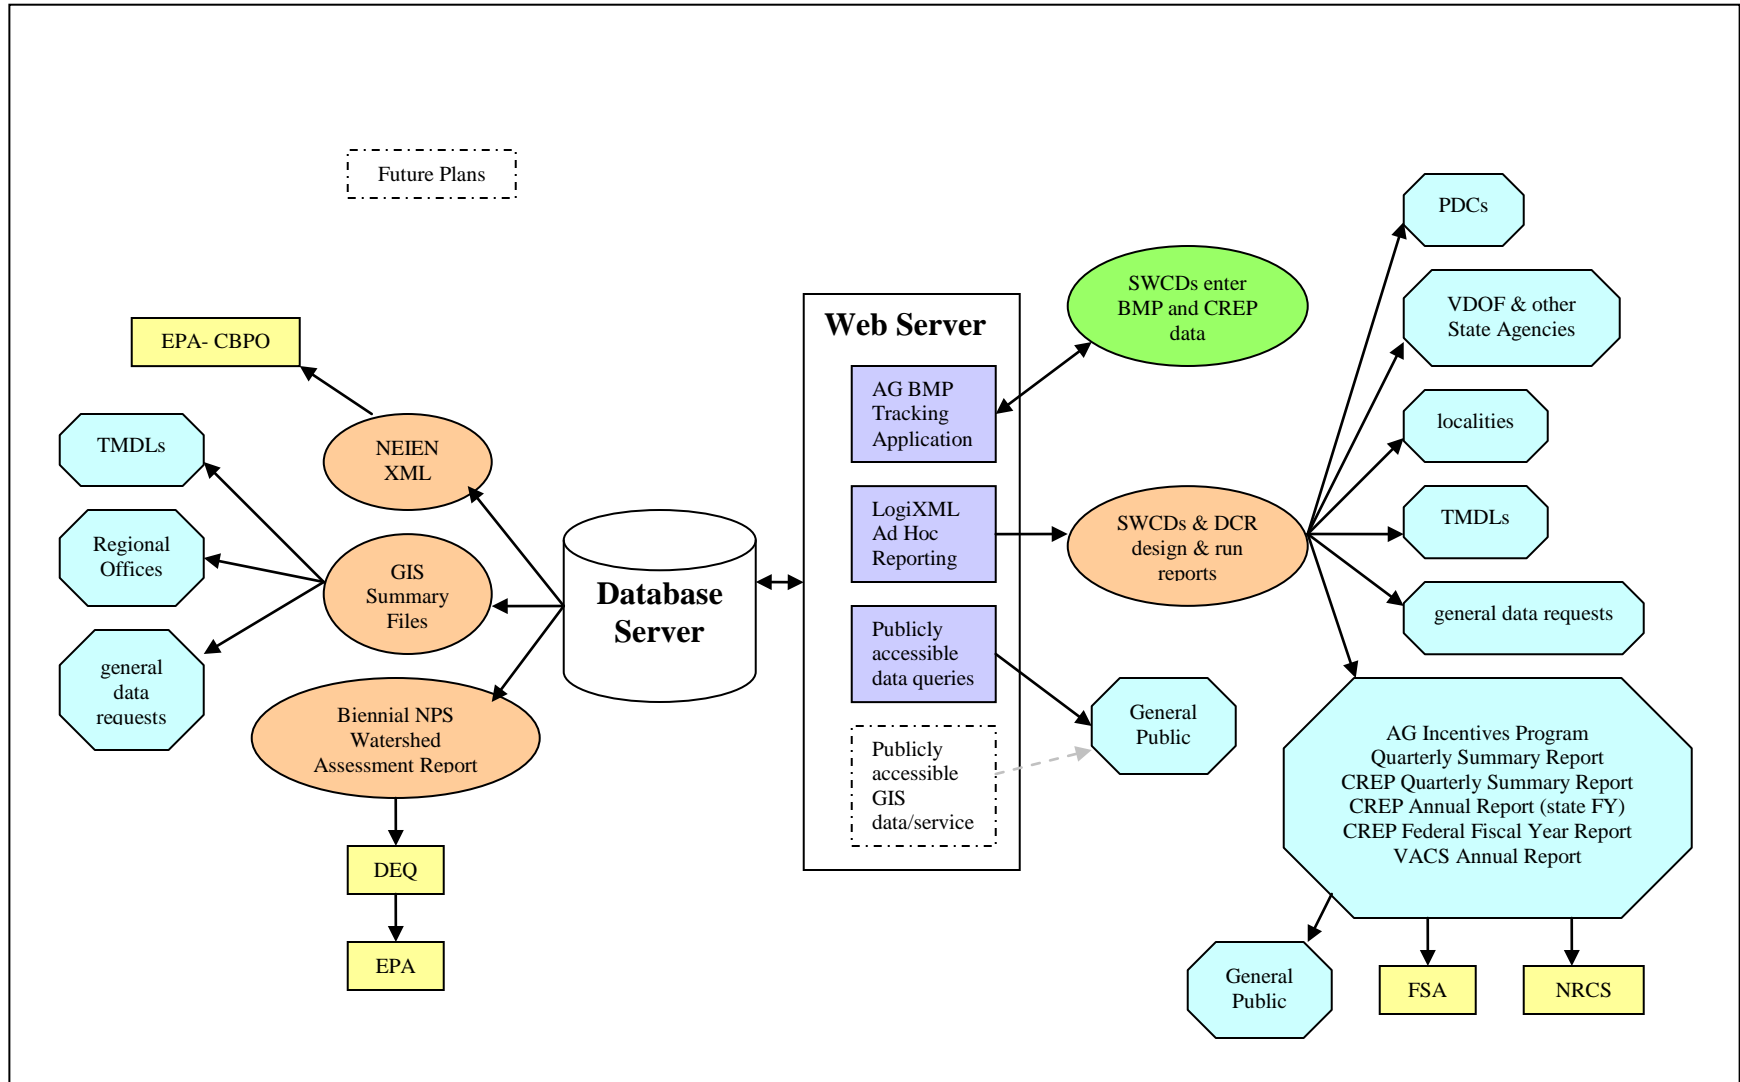 Future Plans
EPA- CBPO
TMDLs
Regional
Offices
general
data
requests
NEIEN
XML
GIS
Summary
Files
Biennial NPS
Watershed
Assessment Report
DEQ
EPA
Database
Server
Web Server
AG BMP
Tracking
Application
LogiXML
Ad Hoc
Reporting
Publicly
accessible
data queries
Publicly
accessible
GIS
data/service
SWCDs enter
BMP and CREP
data
SWCDs & DCR
design & run
reports
General
Public
PDCs
VDOF & other
State Agencies
localities
TMDLs
general data requests
AG Incentives Program
Quarterly Summary Report
CREP Quarterly Summary Report
CREP Annual Report (state FY)
CREP Federal Fiscal Year Report
VACS Annual Report
General
Public
FSA
NRCS